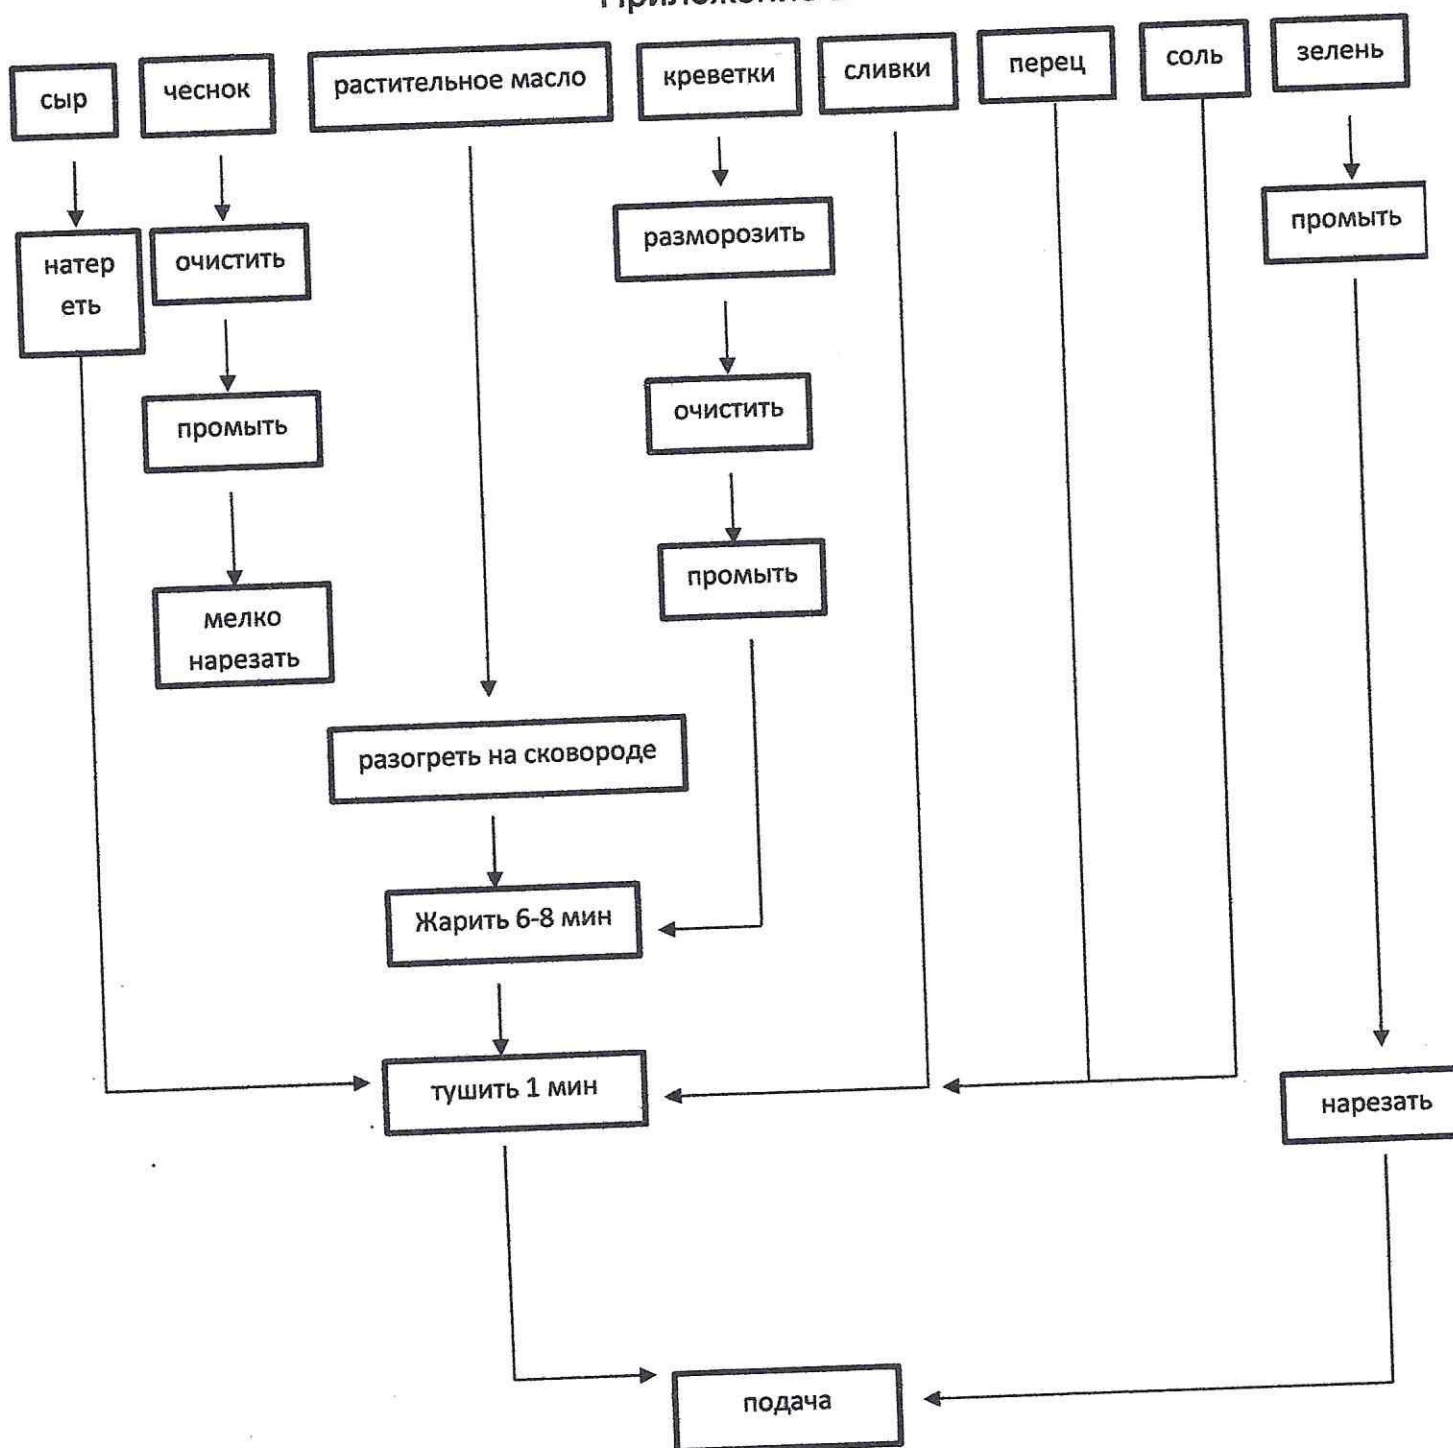 Приложение
сыр
чеснок
растительное масло
креветки
сливки
перец
соль
зелень
натер
еть
очистить
разморозить
промыть
промыть
очистить
мелко
нарезать
промыть
разогреть на сковороде
Жарить 6-8 мин
тушить 1 мин
нарезать
подача